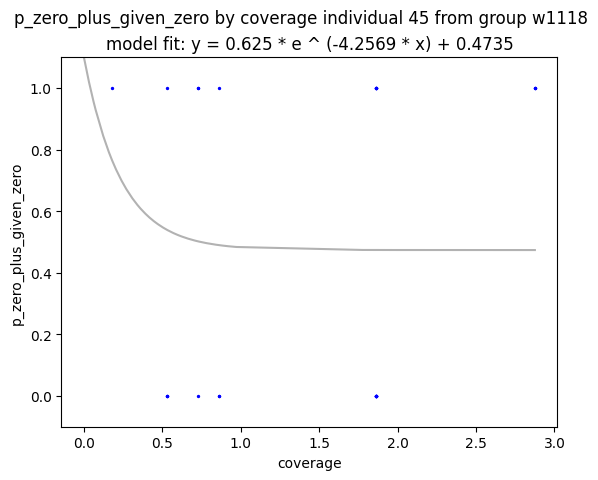 p_zero_plus_given_zero by coverage individual 45 from group w1118
model fit: y = 0.625 * e ^ (-4.2569 * x) + 0.4735
p_zero_plus_given_zero
1.0
0.8
0.6
0.4
0.2
0.0
0.0 0.5 1.0 1.5 2.0 2.5 3.0
coverage